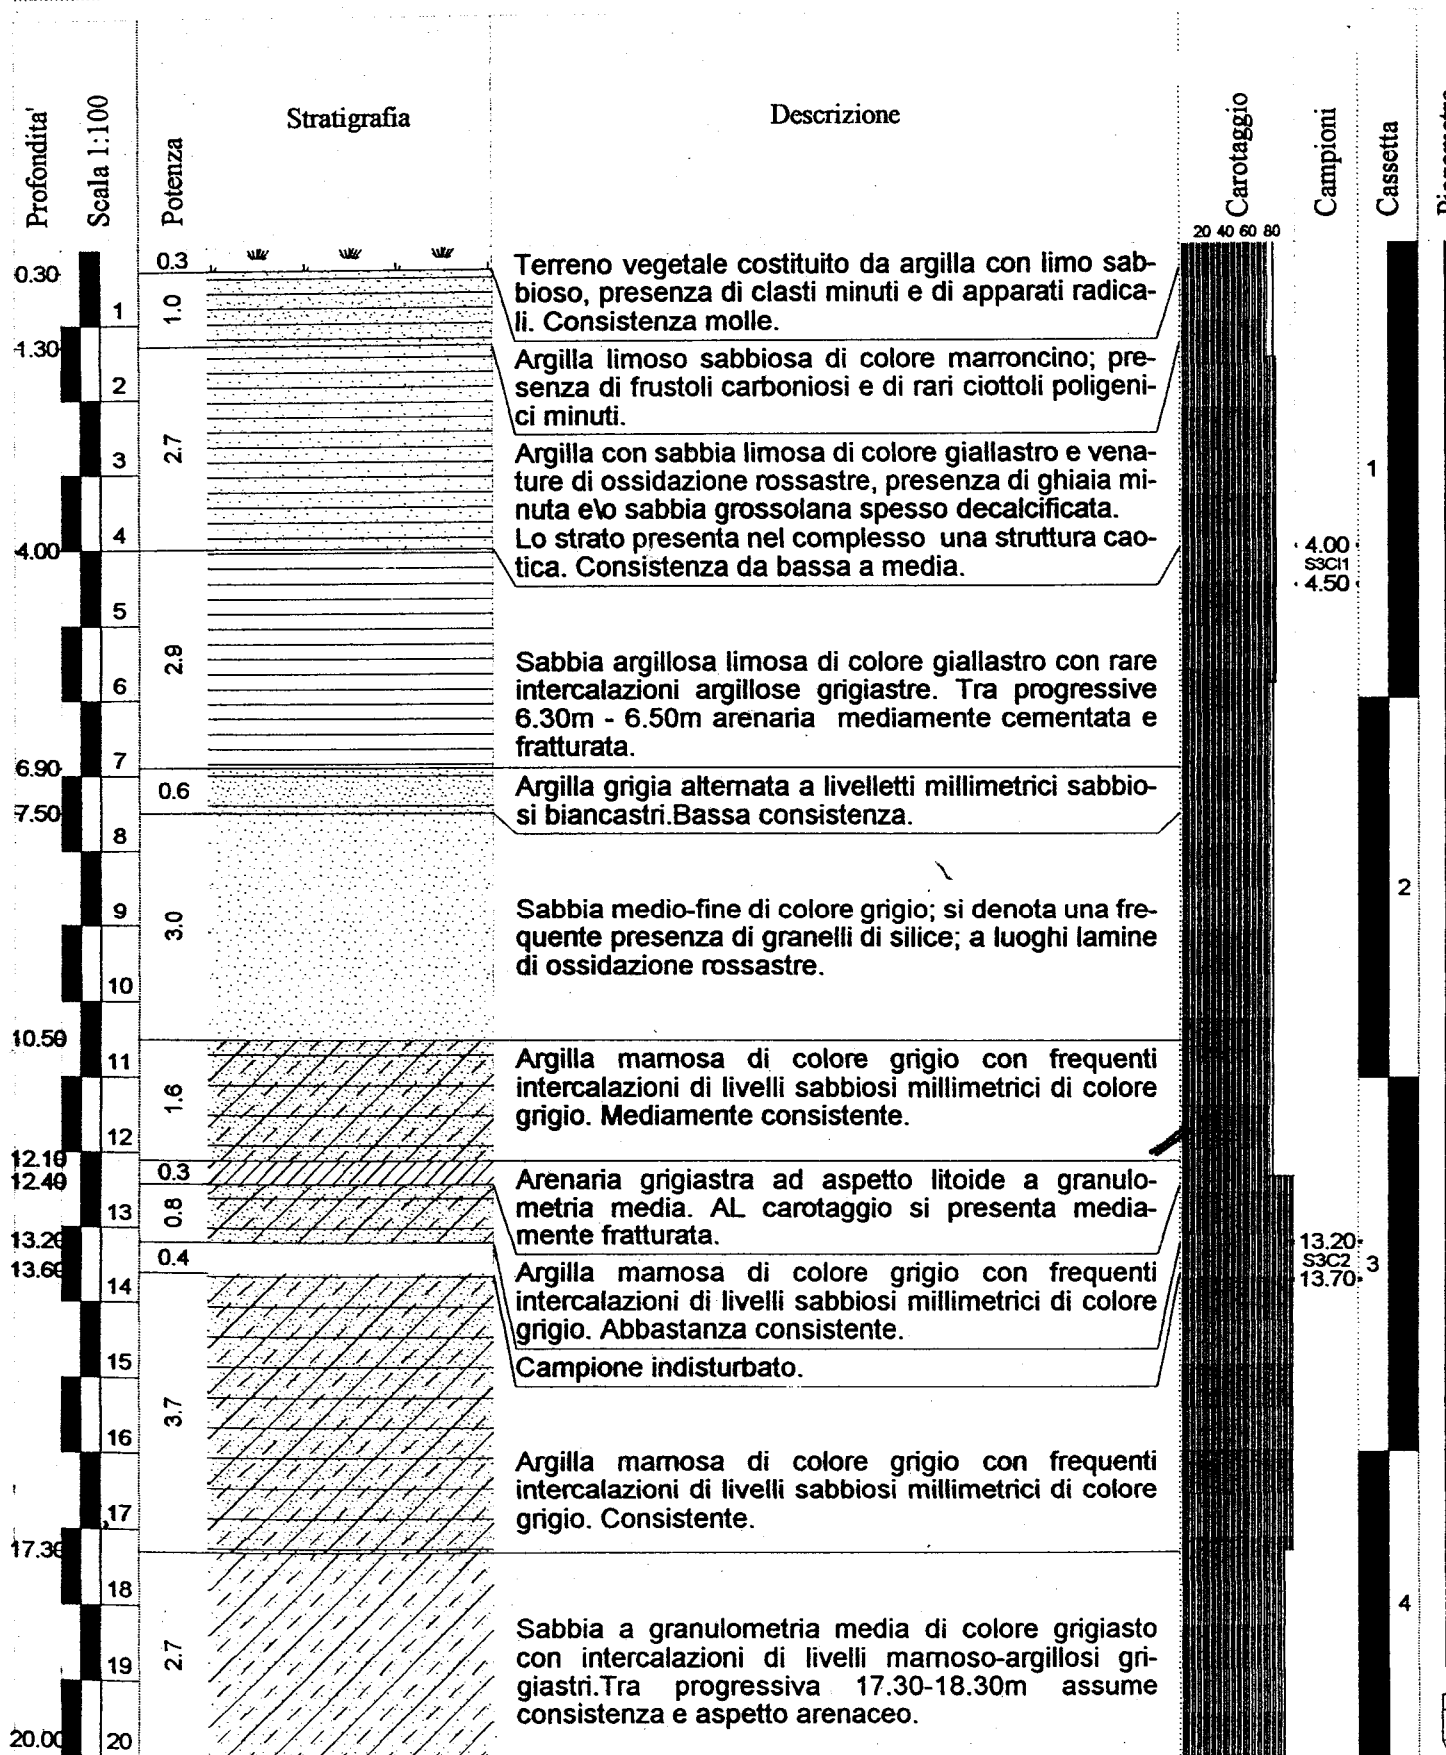 Profondita'
Scala 1:100
Potenza
Stratigrafia
Descrizione
Carotaggio
Campioni
Cassetta
20 40 60 80
0.30
0.3
Terreno vegetale costituito da argilla con limo sab-
bioso, presenza di clasti minuti e di apparati radica-
li. Consistenza molle.
1
1.0
1.30
Argilla limoso sabbiosa di colore marroncino; pre-
senza di frustoli carboniosi e di rari ciottoli poligeni-
ci minuti.
2
2.7
3
Argilla con sabbia limosa di colore giallastro e vena-
ture di ossidazione rossastre, presenza di ghiaia mi-
nuta e\o sabbia grossolana spesso decalcificata.
Lo strato presenta nel complesso una struttura cao-
tica. Consistenza da bassa a media.
1
4
4.00
4.00
S3CI1
4.50
5
2.9
Sabbia argillosa limosa di colore giallastro con rare
intercalazioni argillose grigiastre. Tra progressive
6.30m - 6.50m arenaria mediamente cementata e
fratturata.
6
7
6.90
0.6
Argilla grigia alternata a livelletti millimetrici sabbio-
si biancastri.Bassa consistenza.
7.50
8
2
9
3.0
Sabbia medio-fine di colore grigio; si denota una fre-
quente presenza di granelli di silice; a luoghi lamine
di ossidazione rossastre.
10
10.50
11
1.6
Argilla marnosa di colore grigio con frequenti
intercalazioni di livelli sabbiosi millimetrici di colore
grigio. Mediamente consistente.
12
12.10
0.3
12.40
Arenaria grigiastra ad aspetto litoide a granulo-
metria media. AL carotaggio si presenta media-
mente fratturata.
13
0.8
13.20
0.4
13.60
13.20
S3C2
13.70
3
Argilla marnosa di colore grigio con frequenti
intercalazioni di livelli sabbiosi millimetrici di colore
grigio. Abbastanza consistente.
14
Campione indisturbato.
15
3.7
16
Argilla marnosa di colore grigio con frequenti
intercalazioni di livelli sabbiosi millimetrici di colore
grigio. Consistente.
17
17.30
18
4
2.7
Sabbia a granulometria media di colore grigiasto
con intercalazioni di livelli marnoso-argillosi gri-
giastri.Tra progressiva 17.30-18.30m assume
consistenza e aspetto arenaceo.
19
20.00
20